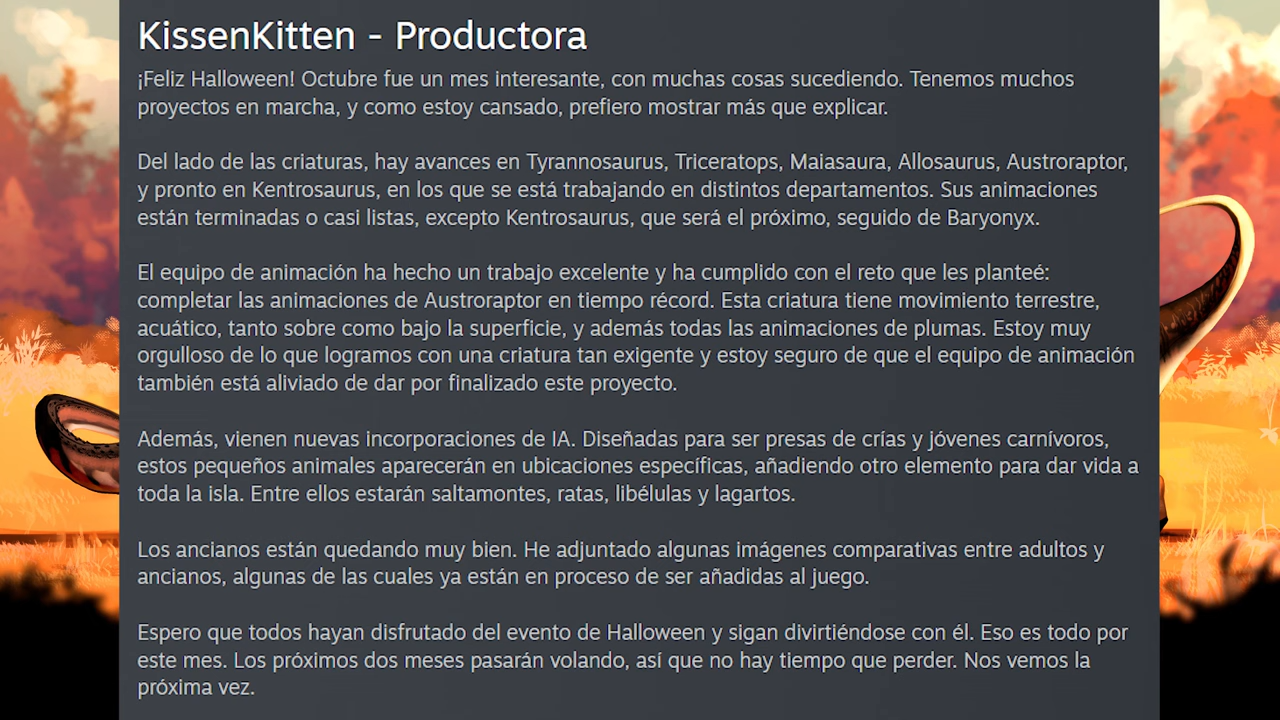 KissenKitten - Productora
¡Feliz Halloween! Octubre fue un mes interesante, con muchas cosas sucediendo. Tenemos muchos
proyectos en marcha, y como estoy cansado, prefiero mostrar más que explicar.
Del lado de las criaturas, hay avances en Tyrannosaurus, Triceratops, Maiasaura, Allosaurus, Austroraptor,
y pronto en Kentrosaurus, en los que se está trabajando en distintos departamentos. Sus animaciones
están terminadas o casi listas, excepto Kentrosaurus, que será el próximo, seguido de Baryonyx.
El equipo de animación ha hecho un trabajo excelente y ha cumplido con el reto que les planteé:
completar las animaciones de Austroraptor en tiempo récord. Esta criatura tiene movimiento terrestre,
acuático, tanto sobre como bajo la superficie, y además todas las animaciones de plumas. Estoy muy
orgulloso de lo que logramos con una criatura tan exigente y estoy seguro de que el equipo de animación
también está aliviado de dar por finalizado este proyecto.
Además, vienen nuevas incorporaciones de IA. Diseñadas para ser presas de crías y jóvenes carnívoros,
estos pequeños animales aparecerán en ubicaciones específicas, añadiendo otro elemento para dar vida a
toda la isla. Entre ellos estarán saltamontes, ratas, libélulas y lagartos.
Los ancianos están quedando muy bien. He adjuntado algunas imágenes comparativas entre adultos y
ancianos, algunas de las cuales ya están en proceso de ser añadidas al juego.
Espero que todos hayan disfrutado del evento de Halloween y sigan divirtiéndose con él. Eso es todo por
este mes. Los próximos dos meses pasarán volando, así que no hay tiempo que perder. Nos vemos la
próxima vez.